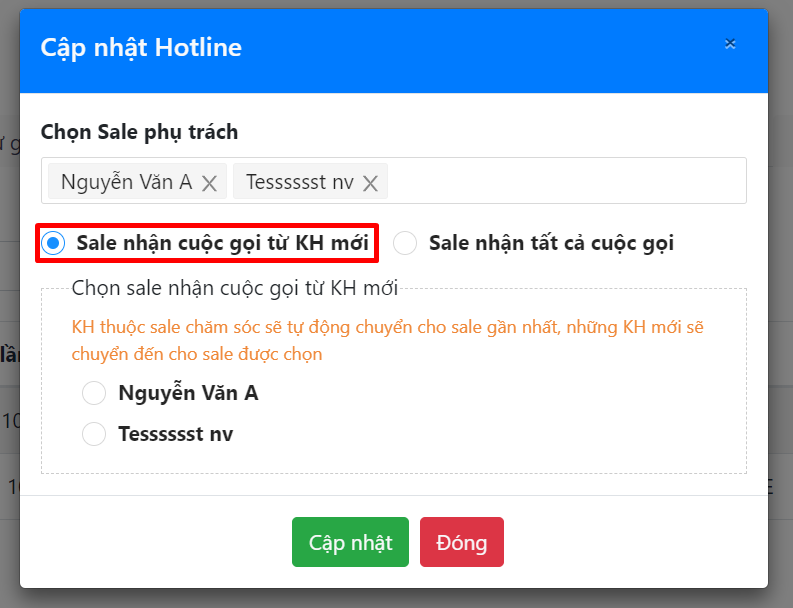 Cập nhật Hotline
×
Chọn Sale phụ trách
Nguyễn Văn A
Tesssssst nv
Sale nhận cuộc gọi từ KH mới
Sale nhận tất cả cuộc gọi
Chọn sale nhận cuộc gọi từ KH mới
KH thuộc sale chăm sóc sẽ tự động chuyển cho sale gần nhất, những KH mới sẽ
chuyển đến cho sale được chọn
Nguyễn Văn A
Tesssssst nv
Cập nhật
Đóng